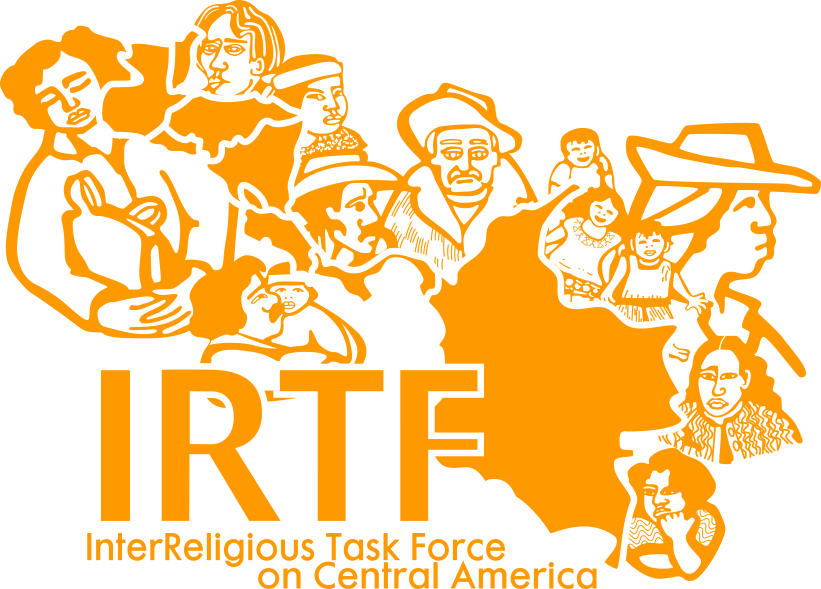 IRTF
InterReligious Task Force
on Central America